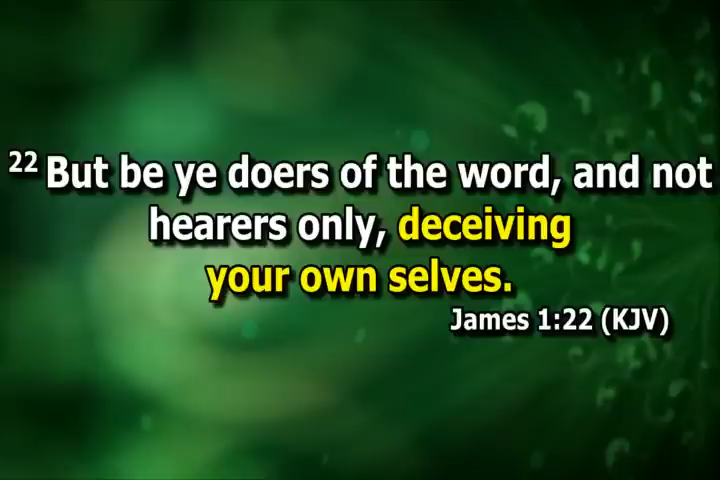 22 But be ye doers of the word, and not
hearers only, deceiving
your own selves.
James 1:22 (KJV)